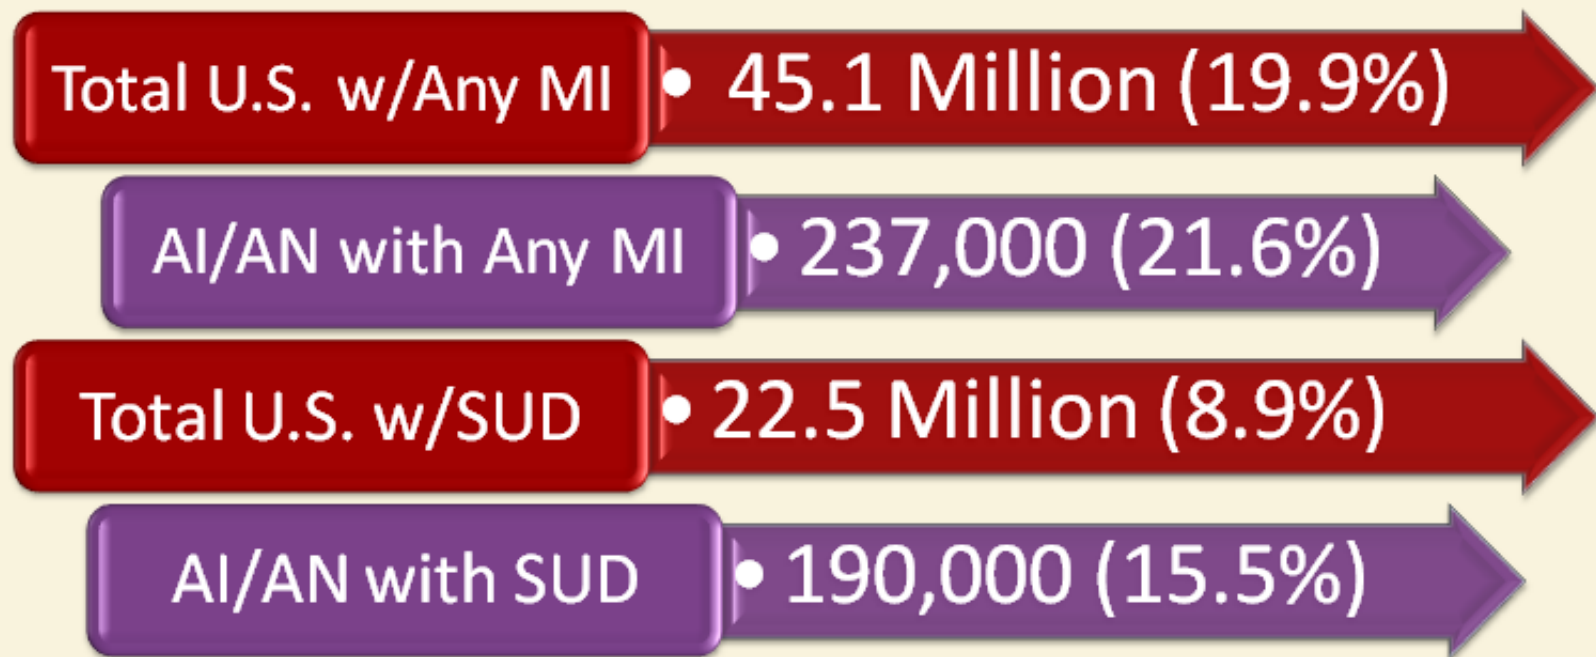 Total U.S. w/Any MI • 45.1 Million (19.9%)
AI/AN with Any MI • 237,000 (21.6%)
Total U.S. w/SUD • 22.5 Million (8.9%)
AI/AN with SUD • 190,000 (15.5%)